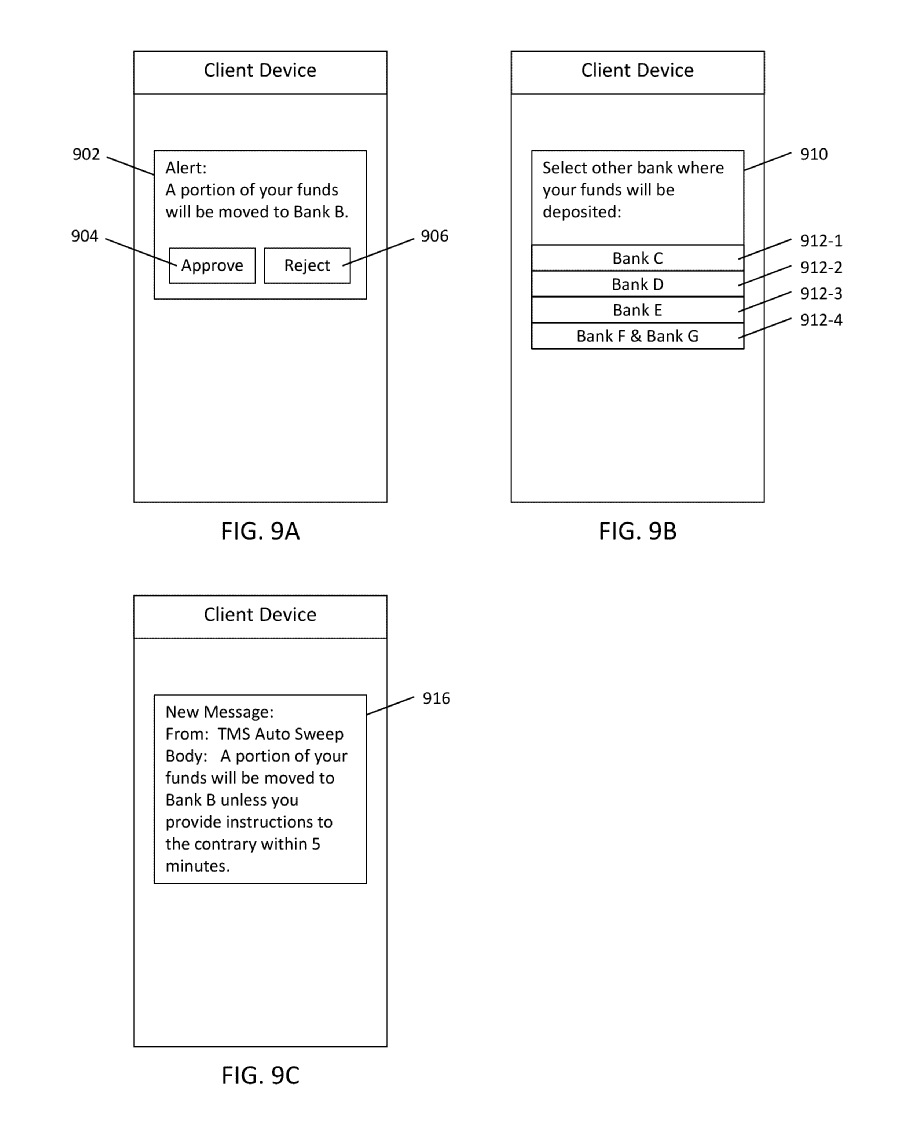 Client Device
902
Alert:
A portion of your funds
will be moved to Bank B.
904
906
Approve
Reject
FIG. 9A
Client Device
910
Select other bank where
your funds will be
deposited:
912-1
Bank C
912-2
Bank D
912-3
Bank E
912-4
Bank F & Bank G
FIG. 9B
Client Device
916
New Message:
From: TMS Auto Sweep
Body: A portion of your
funds will be moved to
Bank B unless you
provide instructions to
the contrary within 5
minutes.
FIG. 9C